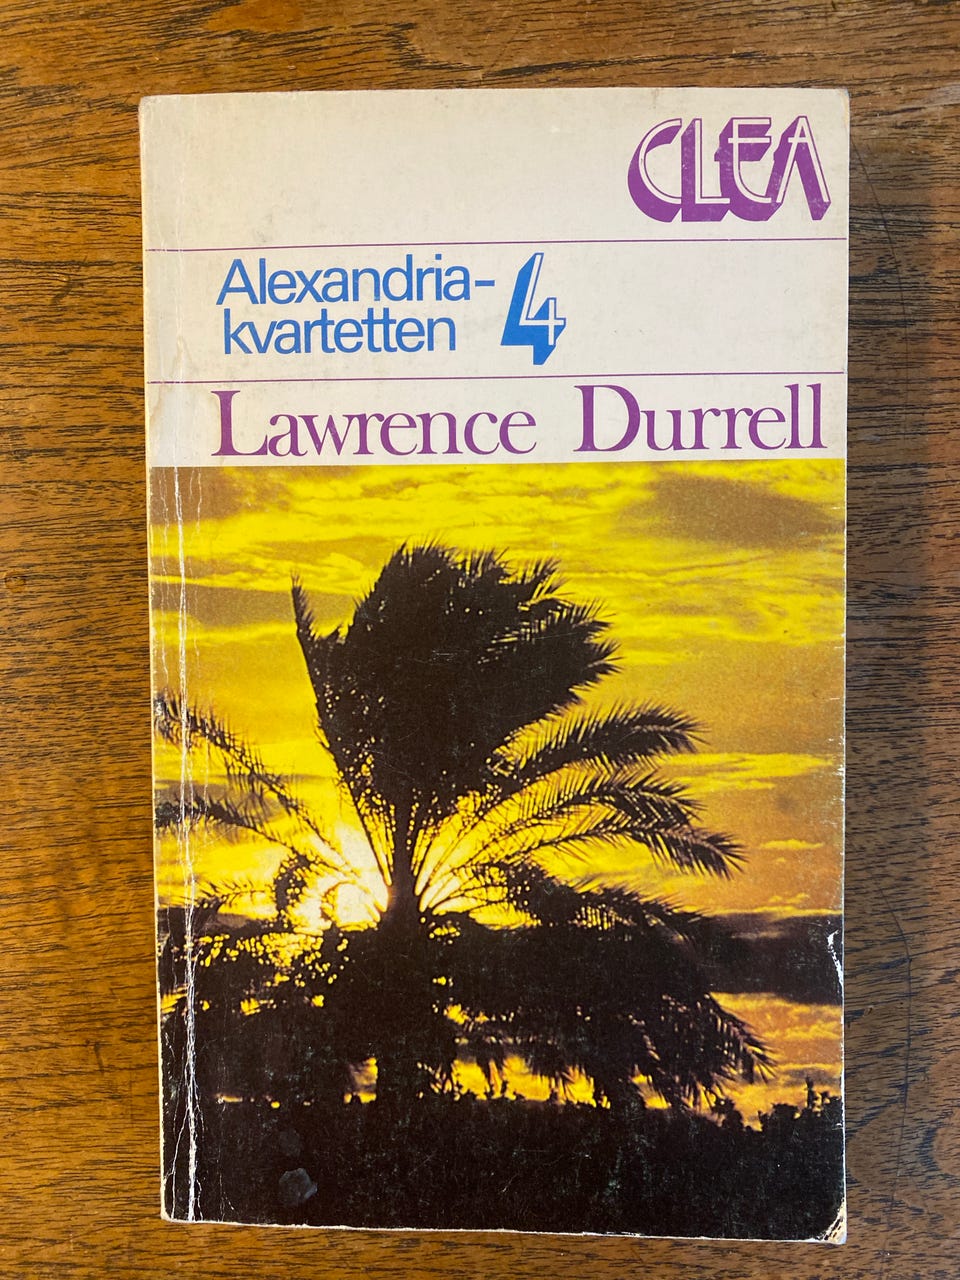 CLEA
Alexandria-
kvartetten 4
Lawrence Durrell